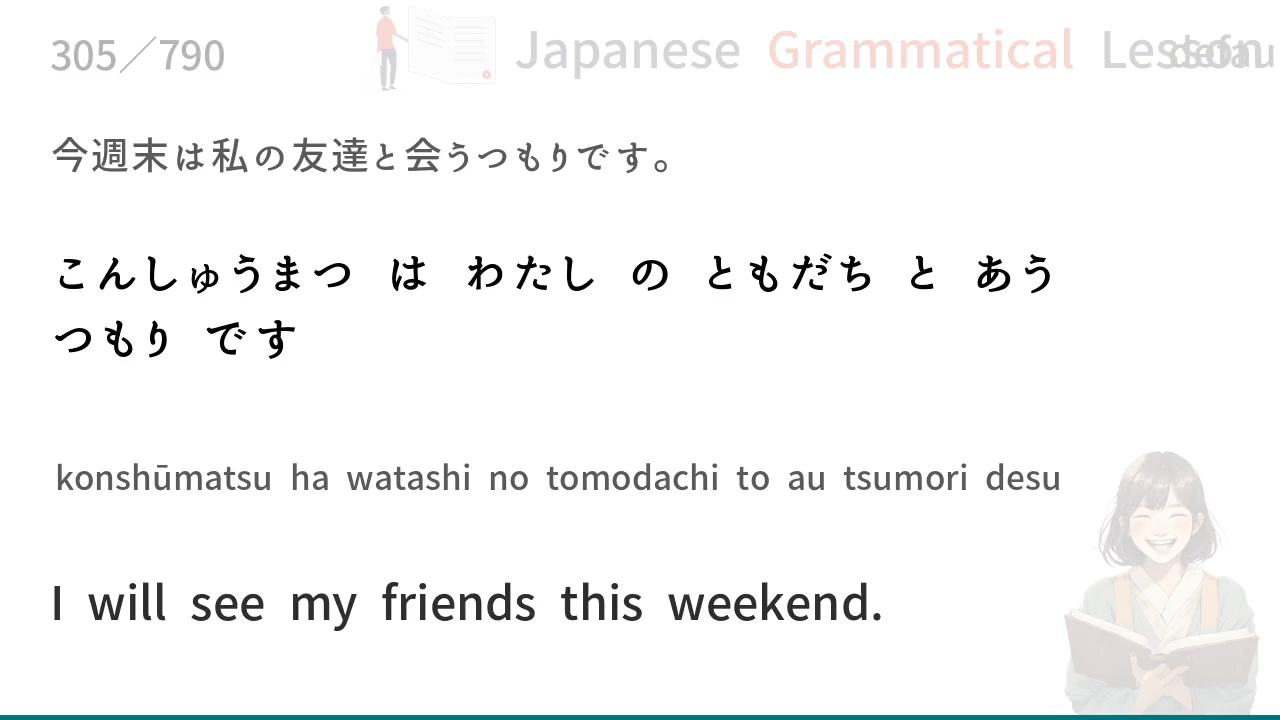 305／790
Japanese Grammatical Lesson
今週末は私の友達と会うつもりです。
こんしゅうまつ は わたし の ともだち と あう
つもり です
konshūmatsu ha watashi no tomodachi to au tsumori desu
I will see my friends this weekend.